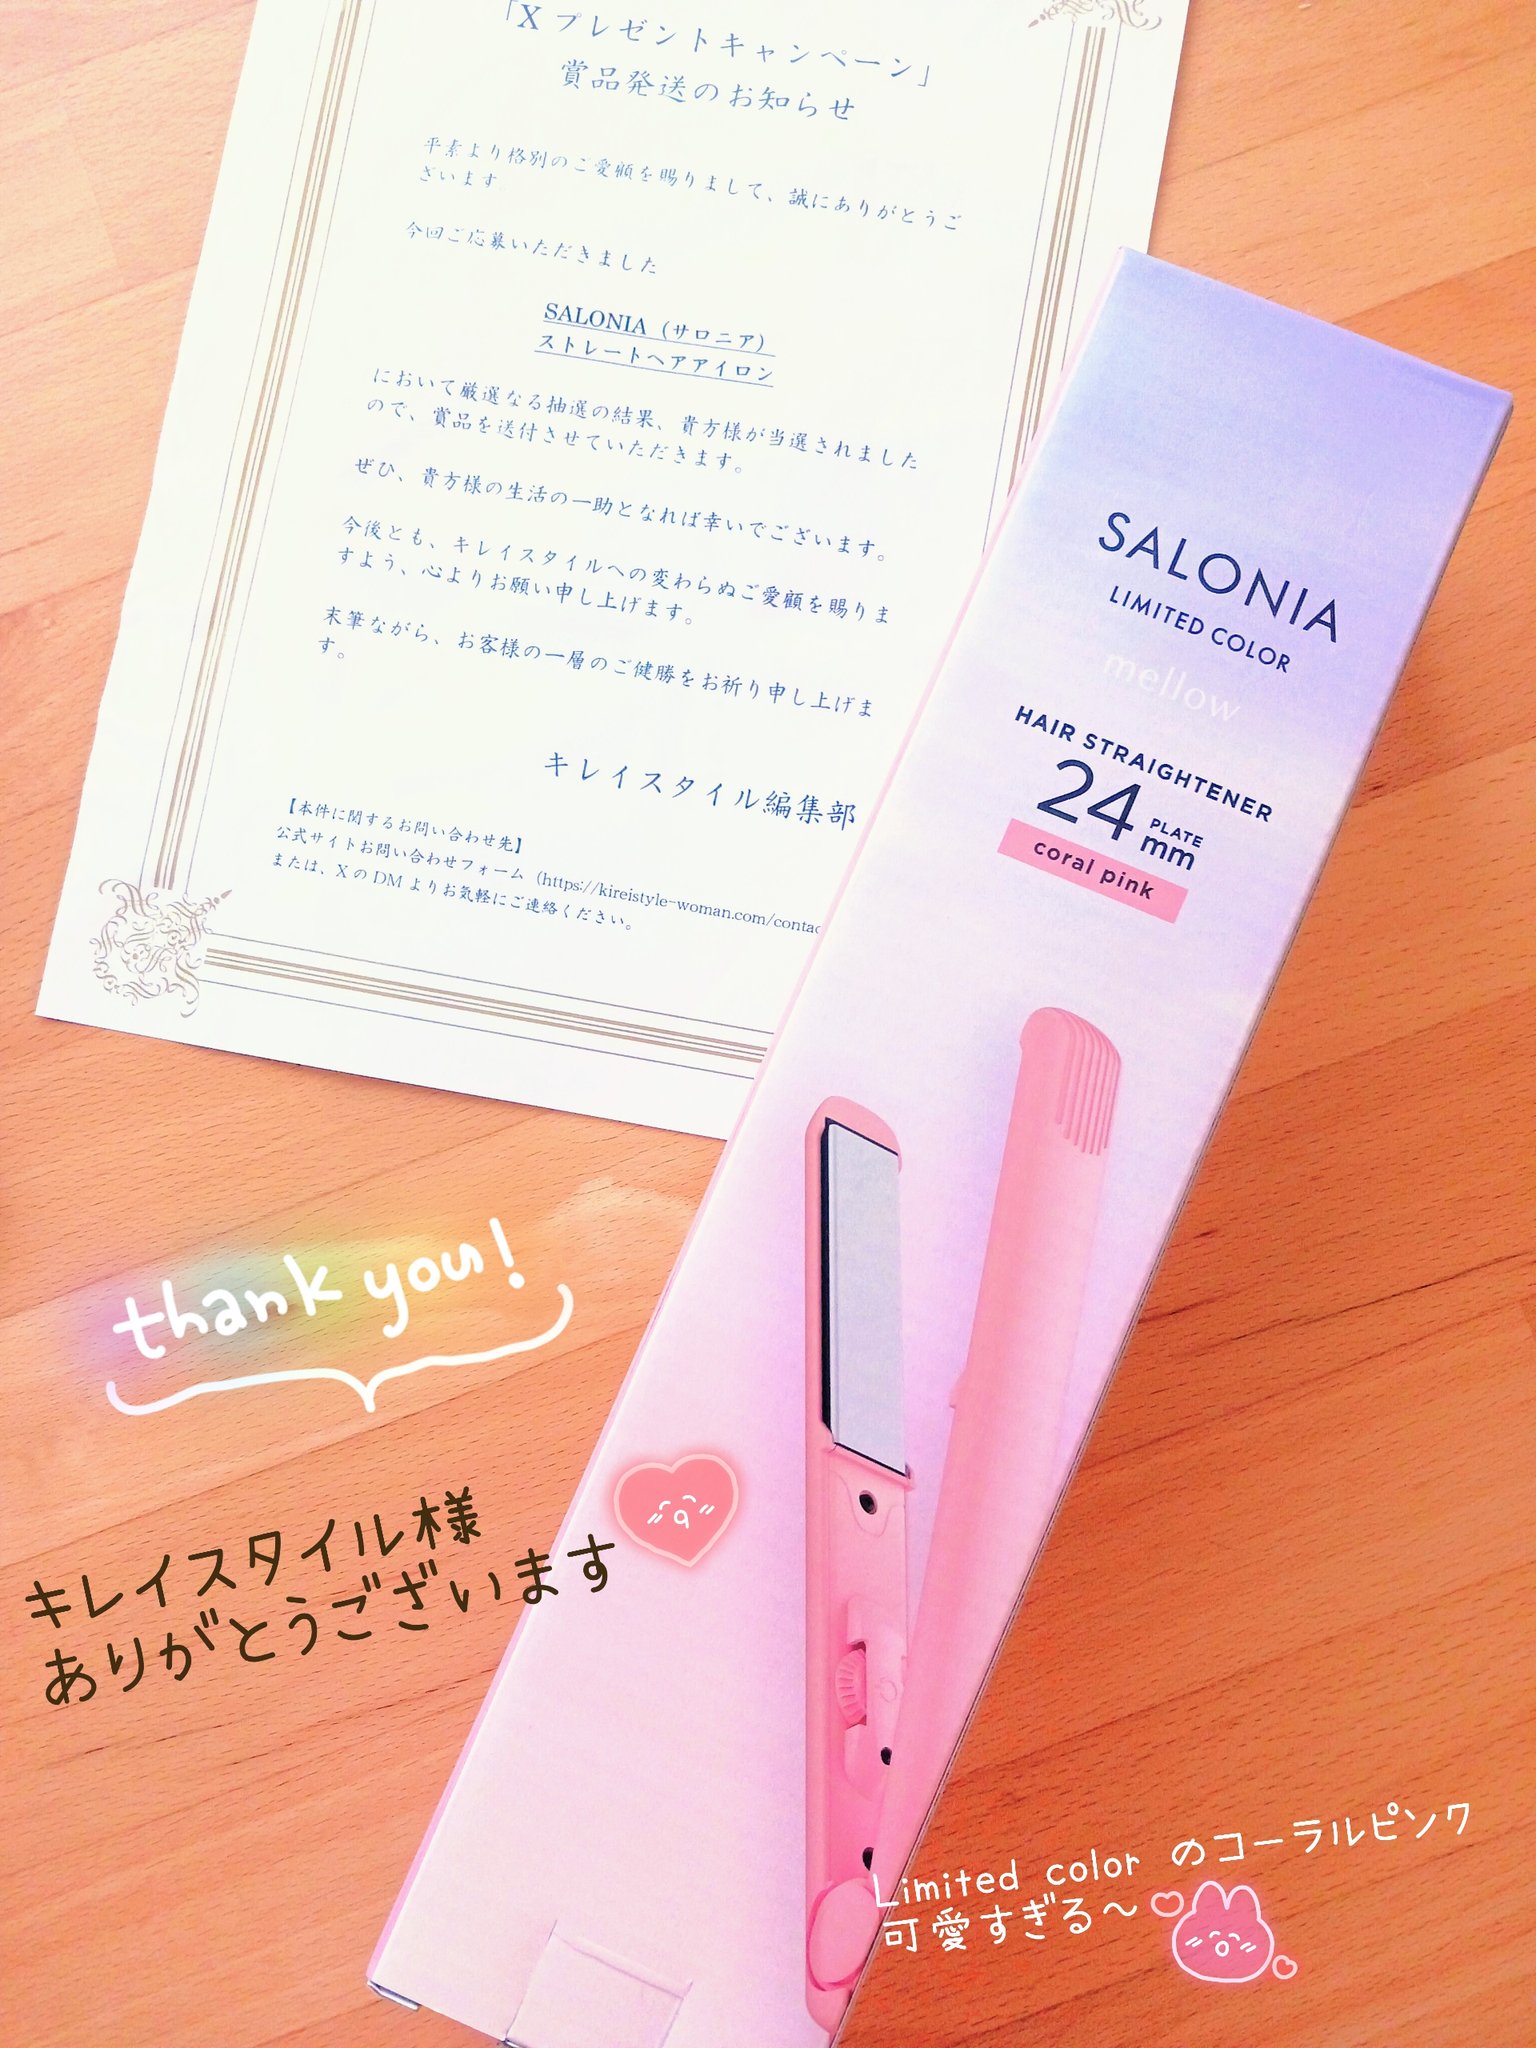 「Xプレゼントキャンペーン」
賞品発送のお知らせ
平素より格別のご愛顧を賜りまして、誠にありがとうご
ざいます。
今回ご応募いただきました
SALONIA（サロニア）
ストレートヘアアイロン
において厳選なる抽選の結果、貴方様が当選されました
ので、賞品を送付させていただきます。
ぜひ、貴方様の生活の一助となれば幸いでございます。
今後とも、キレイスタイルへの変わらぬご愛顧を賜りま
すよう、心よりお願い申し上げます。
末筆ながら、お客様の一層のご健勝をお祈り申し上げま
す。
キレイスタイル編集部
【本件に関するお問い合わせ先】
公式サイトお問い合わせフォーム（https://kireistyle-woman.com/contac
または、XのDMよりお気軽にご連絡ください。
SALONIA
LIMITED COLOR
mellow
HAIR STRAIGHTENER
24 PLATE mm
coral pink
thank you!
キレイスタイル様
ありがとうございます
Limited color のコーラルピンク
可愛すぎる〜